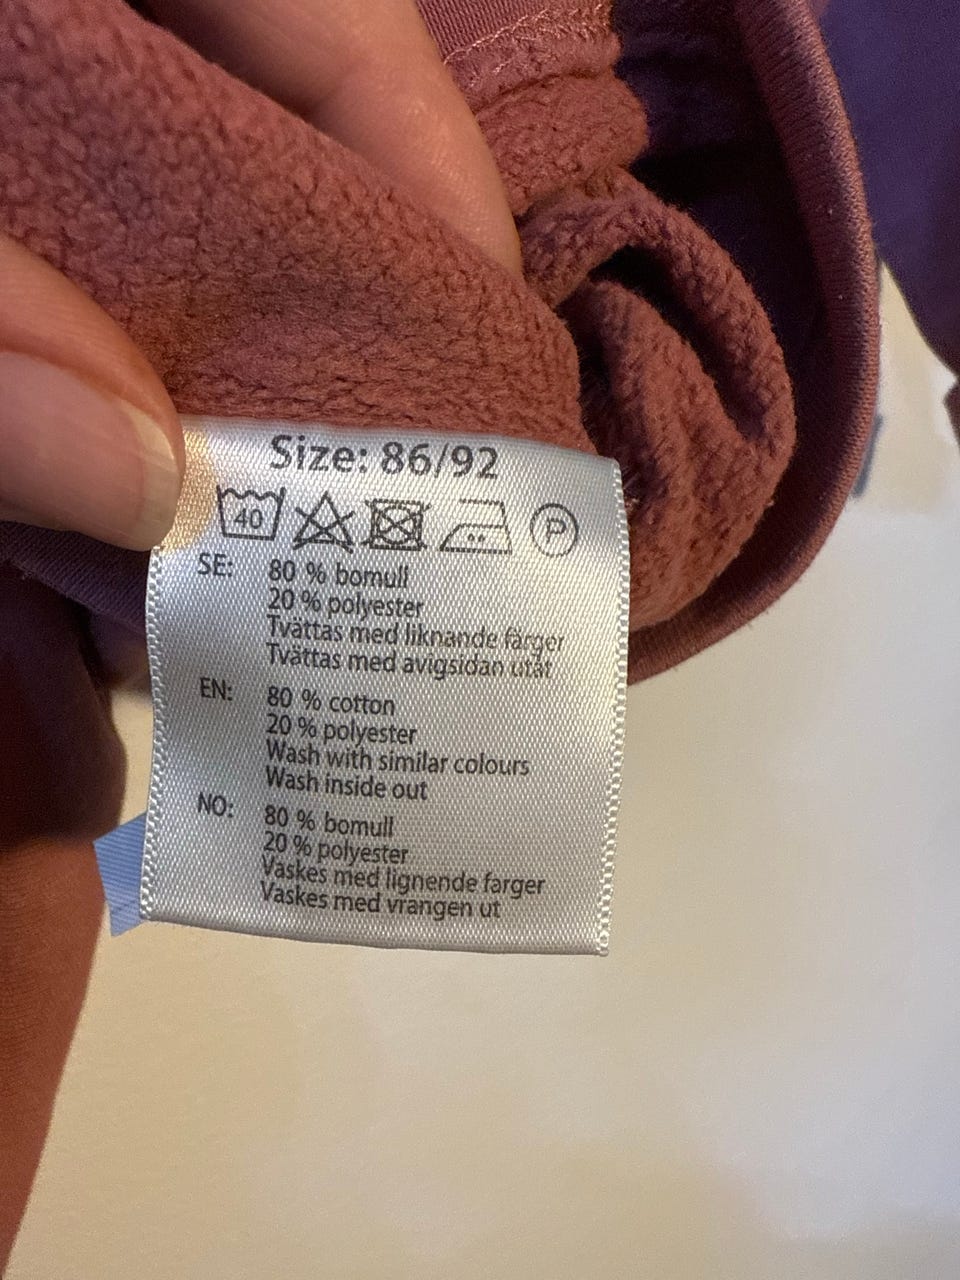 Size: 86/92
40 P
SE: 80 % bomull
20 % polyester
Tvättas med liknande färger
Tvättas med avigsidan utåt
EN: 80 % cotton
20 % polyester
Wash with similar colours
Wash inside out
NO: 80 % bomull
20 % polyester
Vaskes med lignende farger
Vaskes med vrangen ut